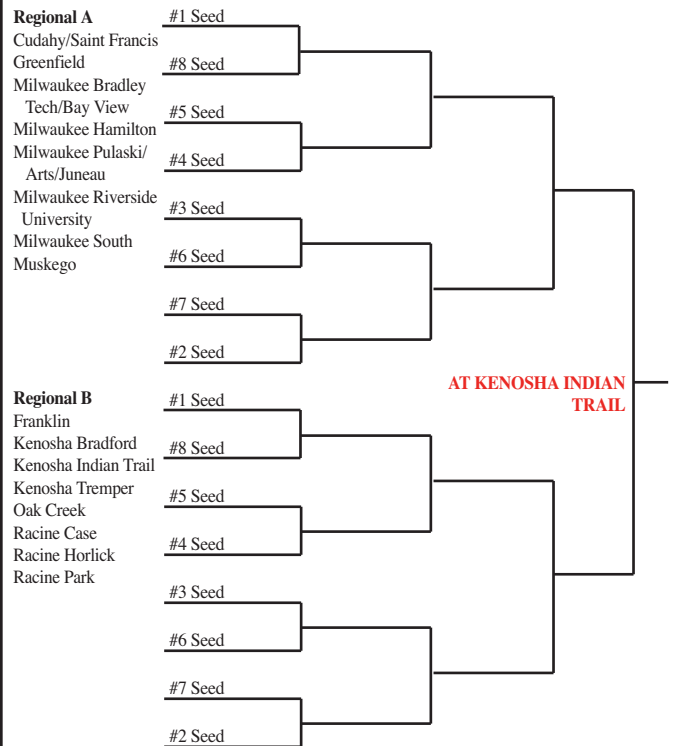 Regional A
Cudahy/Saint Francis
Greenfield
Milwaukee Bradley
Tech/Bay View
Milwaukee Hamilton
Milwaukee Pulaski/
Arts/Juneau
Milwaukee Riverside
University
Milwaukee South
Muskego
#1 Seed
#8 Seed
#5 Seed
#4 Seed
#3 Seed
#6 Seed
#7 Seed
#2 Seed
Regional B
Franklin
Kenosha Bradford
Kenosha Indian Trail
Kenosha Tremper
Oak Creek
Racine Case
Racine Horlick
Racine Park
#1 Seed
#8 Seed
#5 Seed
#4 Seed
#3 Seed
#6 Seed
#7 Seed
#2 Seed
AT KENOSHA INDIAN
TRAIL